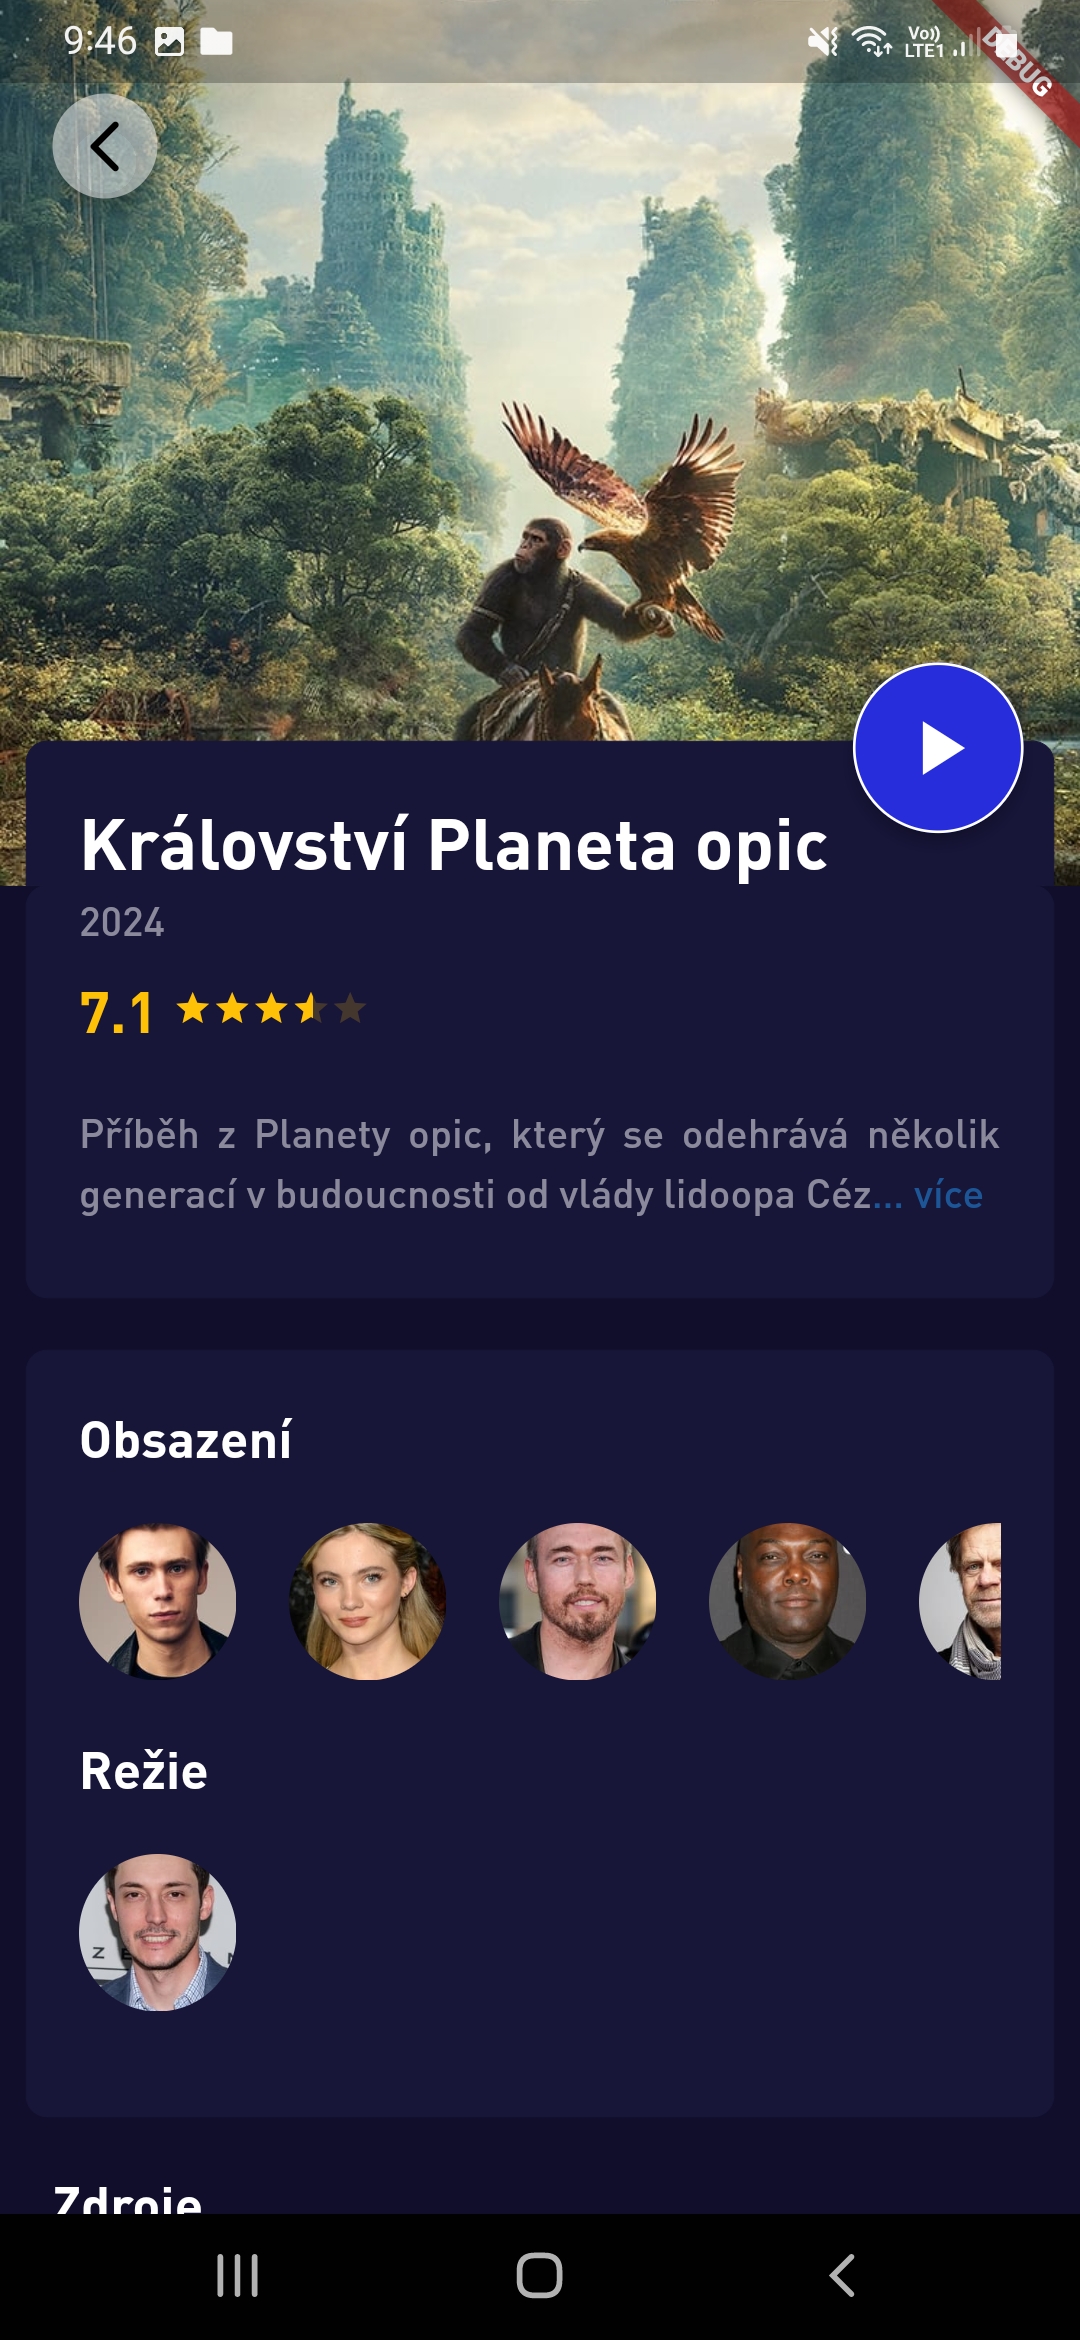 9:46
Vo))
LTE1
DEBUG
Království Planeta opic
2024
7.1
Příběh z Planety opic, který se odehrává několik
generací v budoucnosti od vlády lidoopa Céz... více
Obsazení
Režie
Zdroje